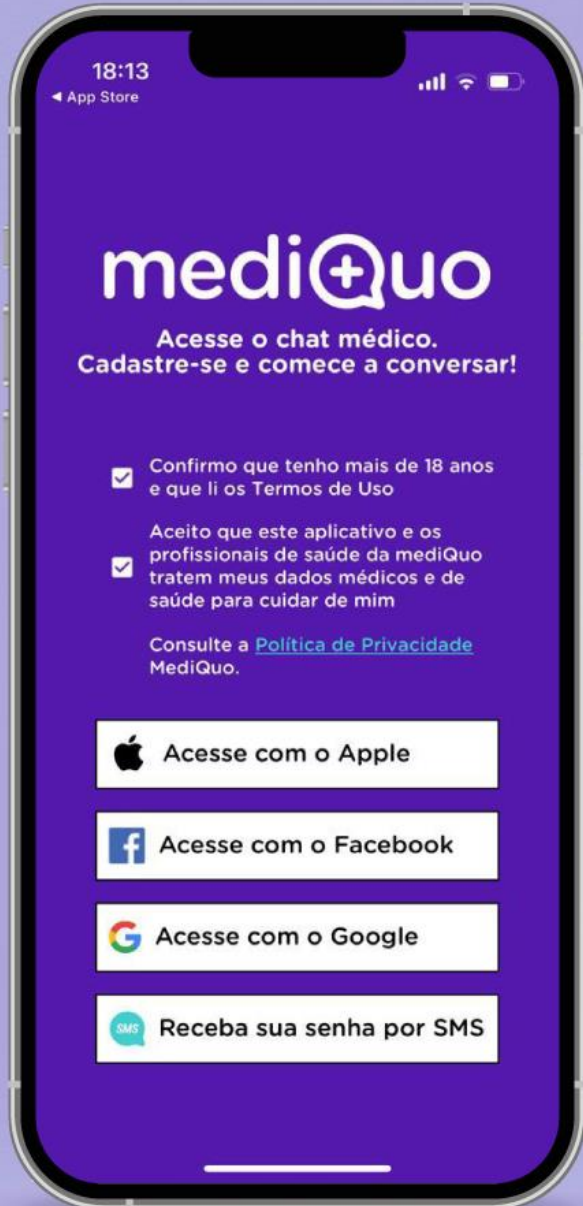 18:13
◀ App Store
mediQuo
Acesse o chat médico.
Cadastre-se e comece a conversar!
Confirmo que tenho mais de 18 anos
e que li os Termos de Uso
Aceito que este aplicativo e os
profissionais de saúde da mediQuo
tratem meus dados médicos e de
saúde para cuidar de mim
Consulte a Política de Privacidade
MediQuo.
Acesse com o Apple
Acesse com o Facebook
Acesse com o Google
SMS Receba sua senha por SMS